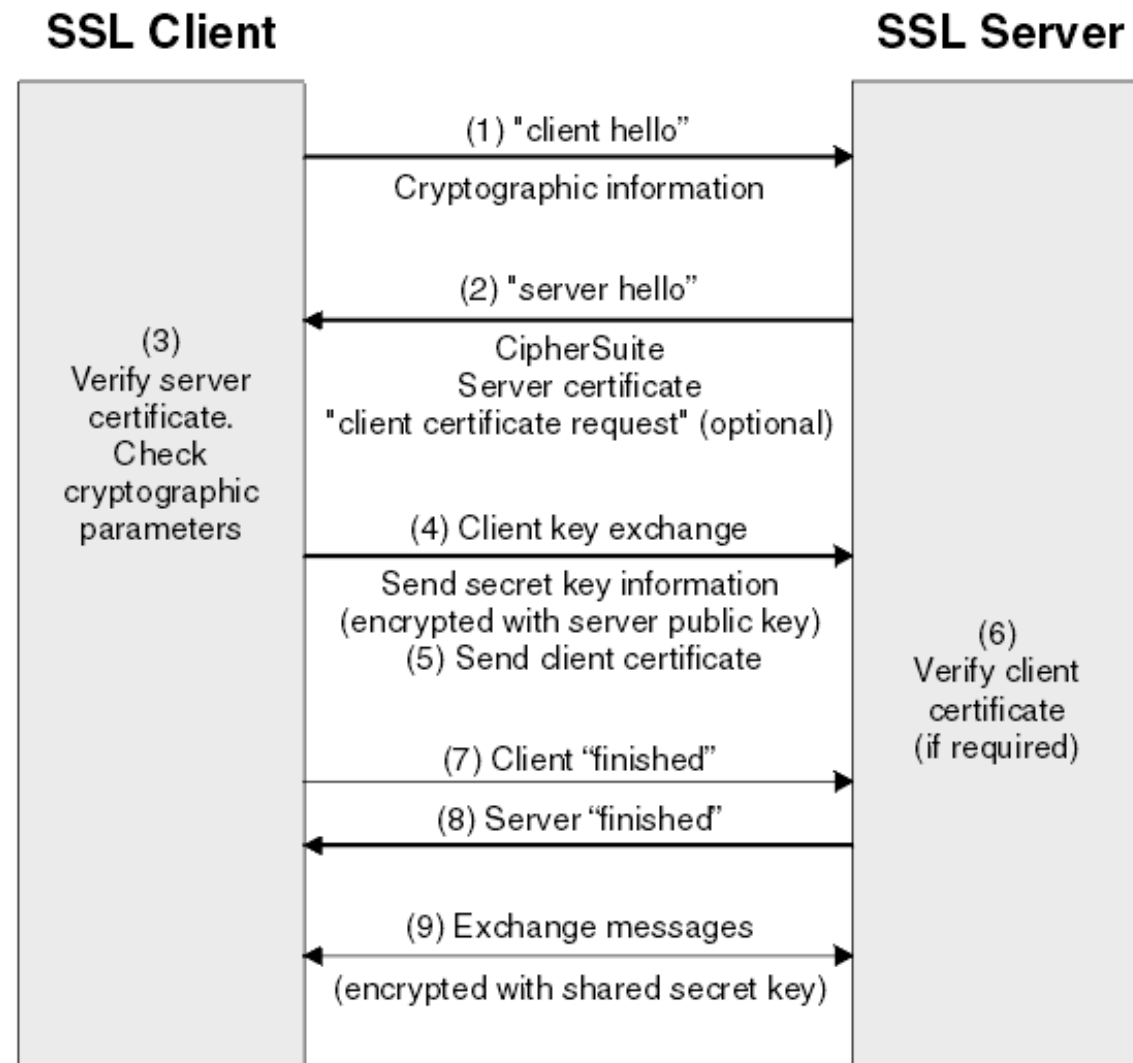 SSL Client
SSL Server
(1) "client hello”
Cryptographic information
(2) "server hello”
CipherSuite
Server certificate
"client certificate request" (optional)
(3)
Verify server
certificate.
Check
cryptographic
parameters
(4) Client key exchange
Send secret key information
(encrypted with server public key)
(5) Send client certificate
(6)
Verify client
certificate
(if required)
(7) Client “finished”
(8) Server “finished”
(9) Exchange messages
(encrypted with shared secret key)